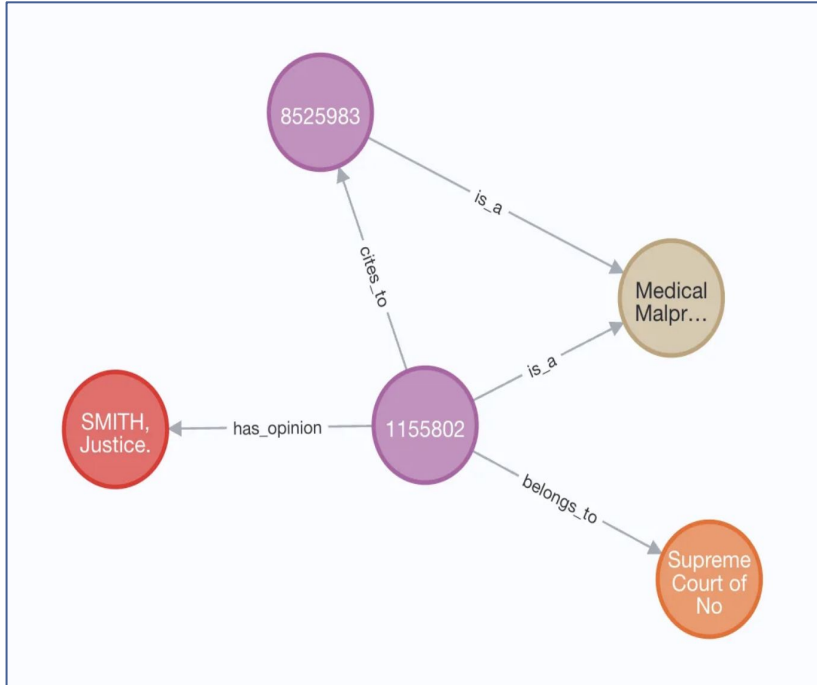 8525983
is_a
Medical
Malpr...
cites_to
is_a
SMITH,
Justice.
has_opinion
1155802
belongs_to
Supreme
Court of
No